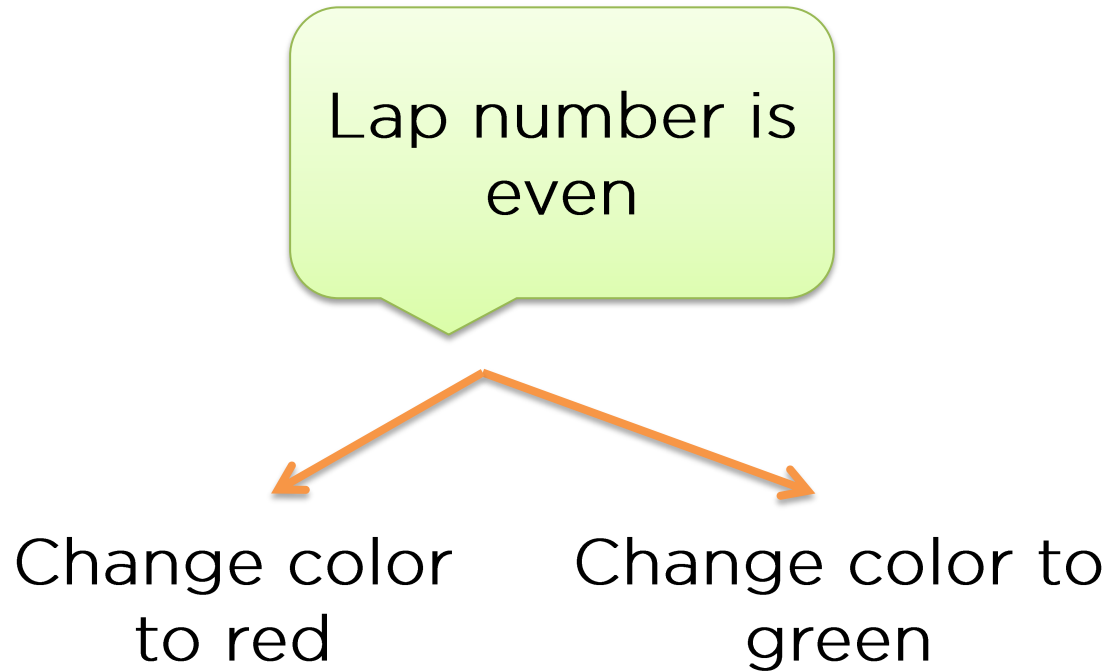 Lap number is
even
Change color
to red
Change color to
green